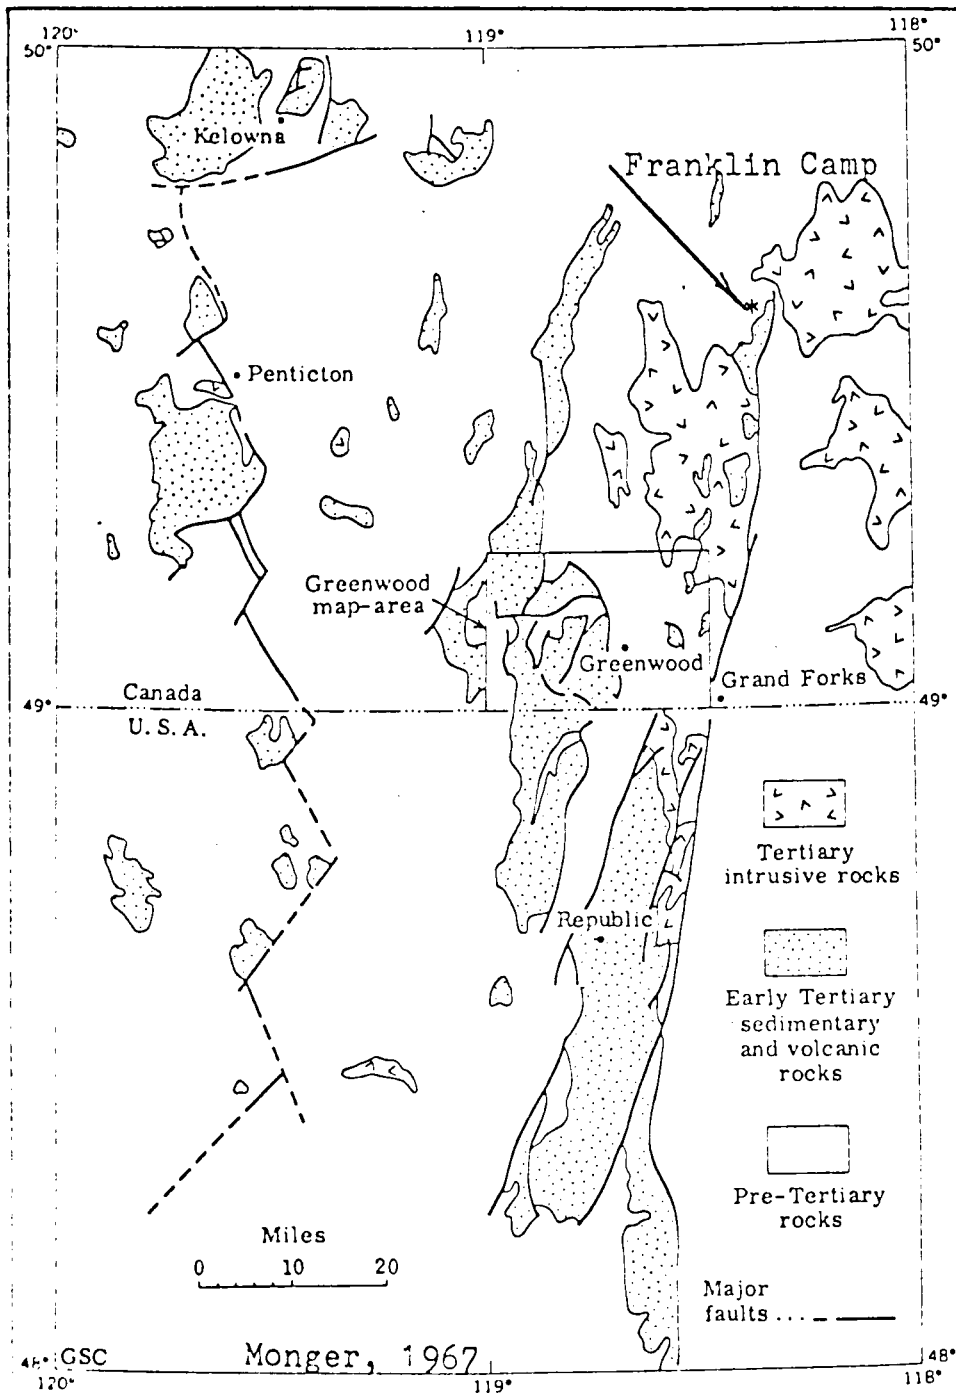 120°
119°
118°
50°
50°
Kelowna
Franklin Camp
Penticton
Greenwood
map-area
Greenwood
Grand Forks
Canada
49°
49°
U. S. A.
Tertiary
intrusive rocks
Republic
Early Tertiary
sedimentary
and volcanic
rocks
Pre-Tertiary
rocks
Miles
0 10 20
Major
faults ...
48°
GSC
Monger, 1967
48°
120°
119°
118°